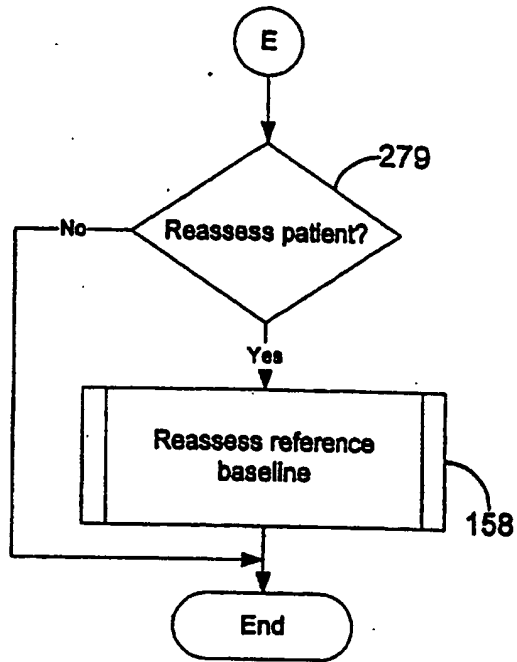 E
279
Reassess patient?
No
Yes
Reassess reference
baseline
158
End